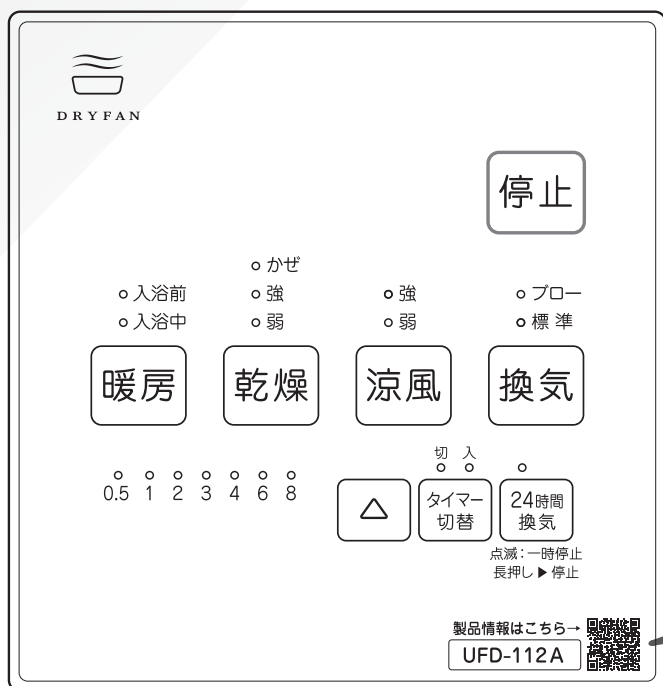 DRYFAN
停止
かぜ
入浴前 強 強 ブロー
入浴中 弱 弱 標準
暖房 乾燥 涼風 換気
切 入
0.5 1 2 3 4 6 8
△ タイマー切替 24時間換気
点滅：一時停止
長押し▶停止
製品情報はこちら→
UFD-112A